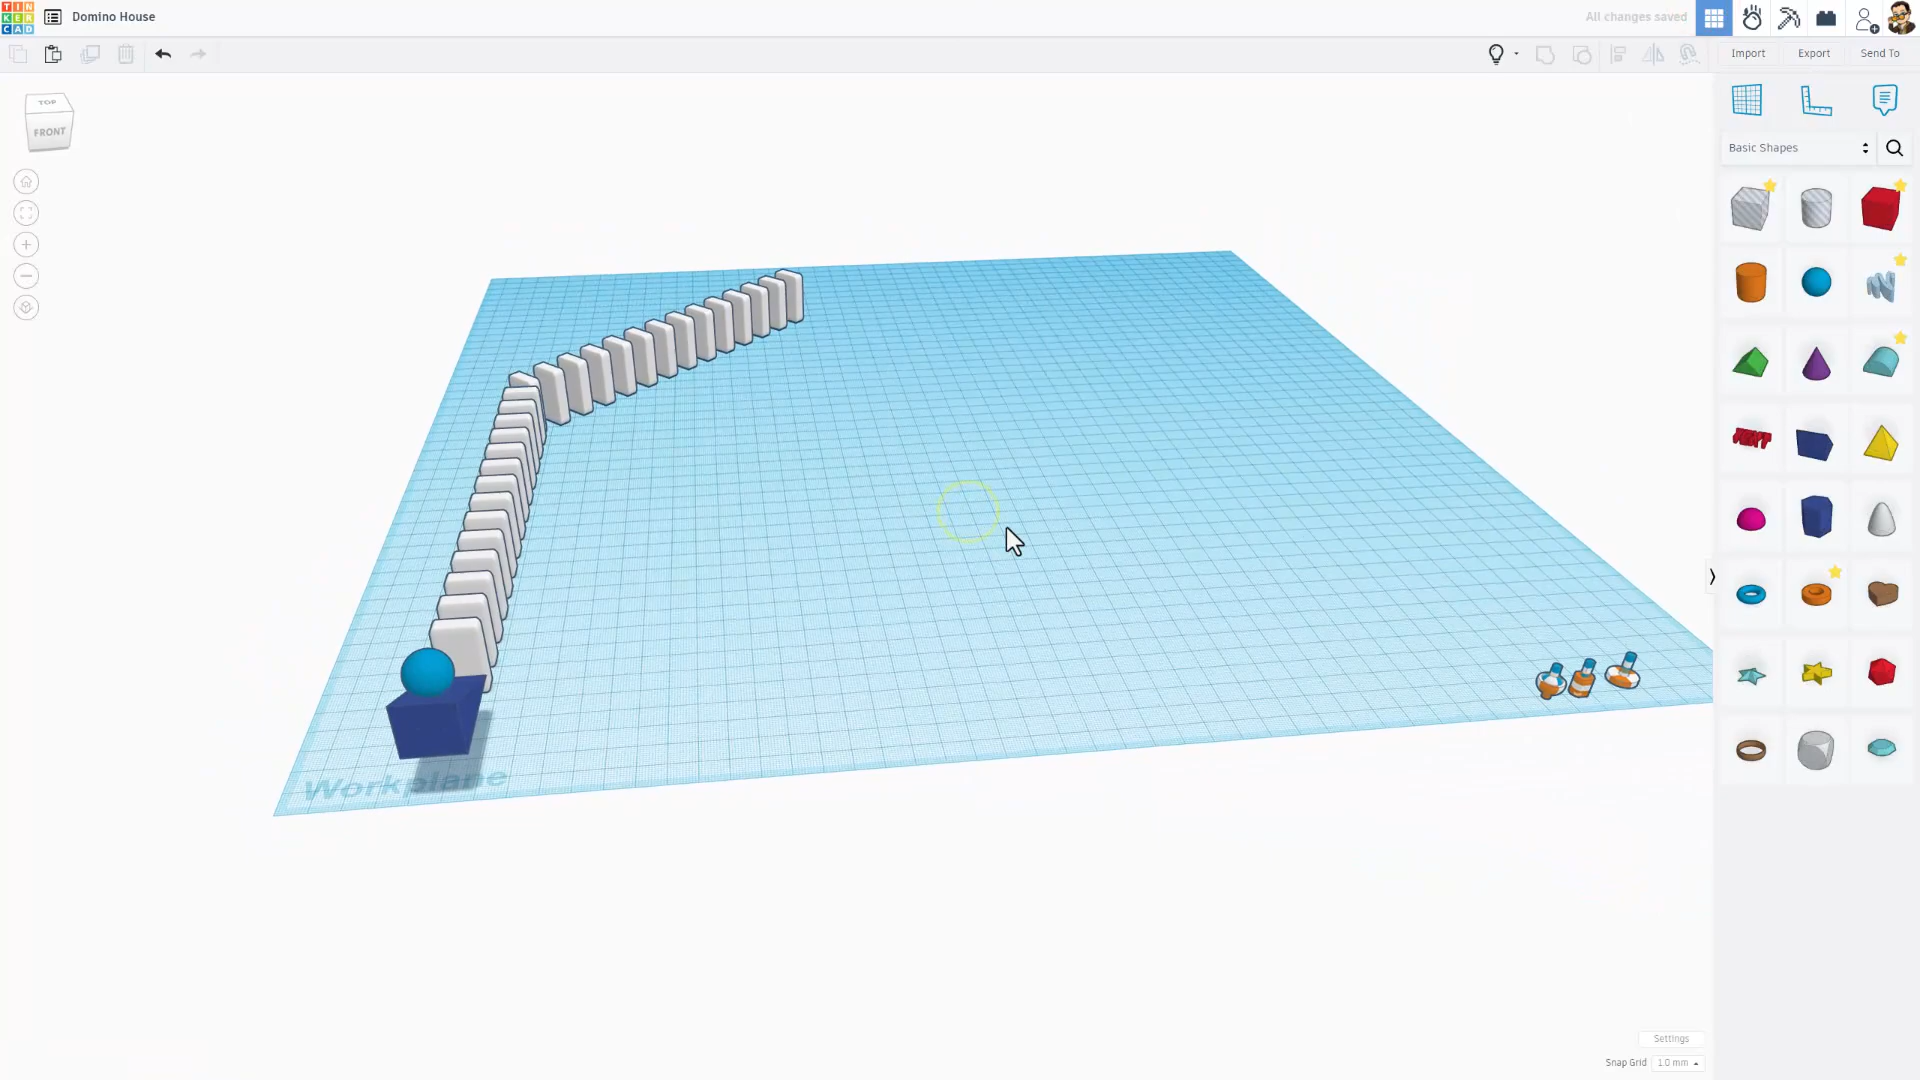 TIN
KER
CAD
Domino House
All changes saved
Import
Export
Send To
TOP
FRONT
Basic Shapes
TEXT
Workplane
Settings
Snap Grid
1.0 mm